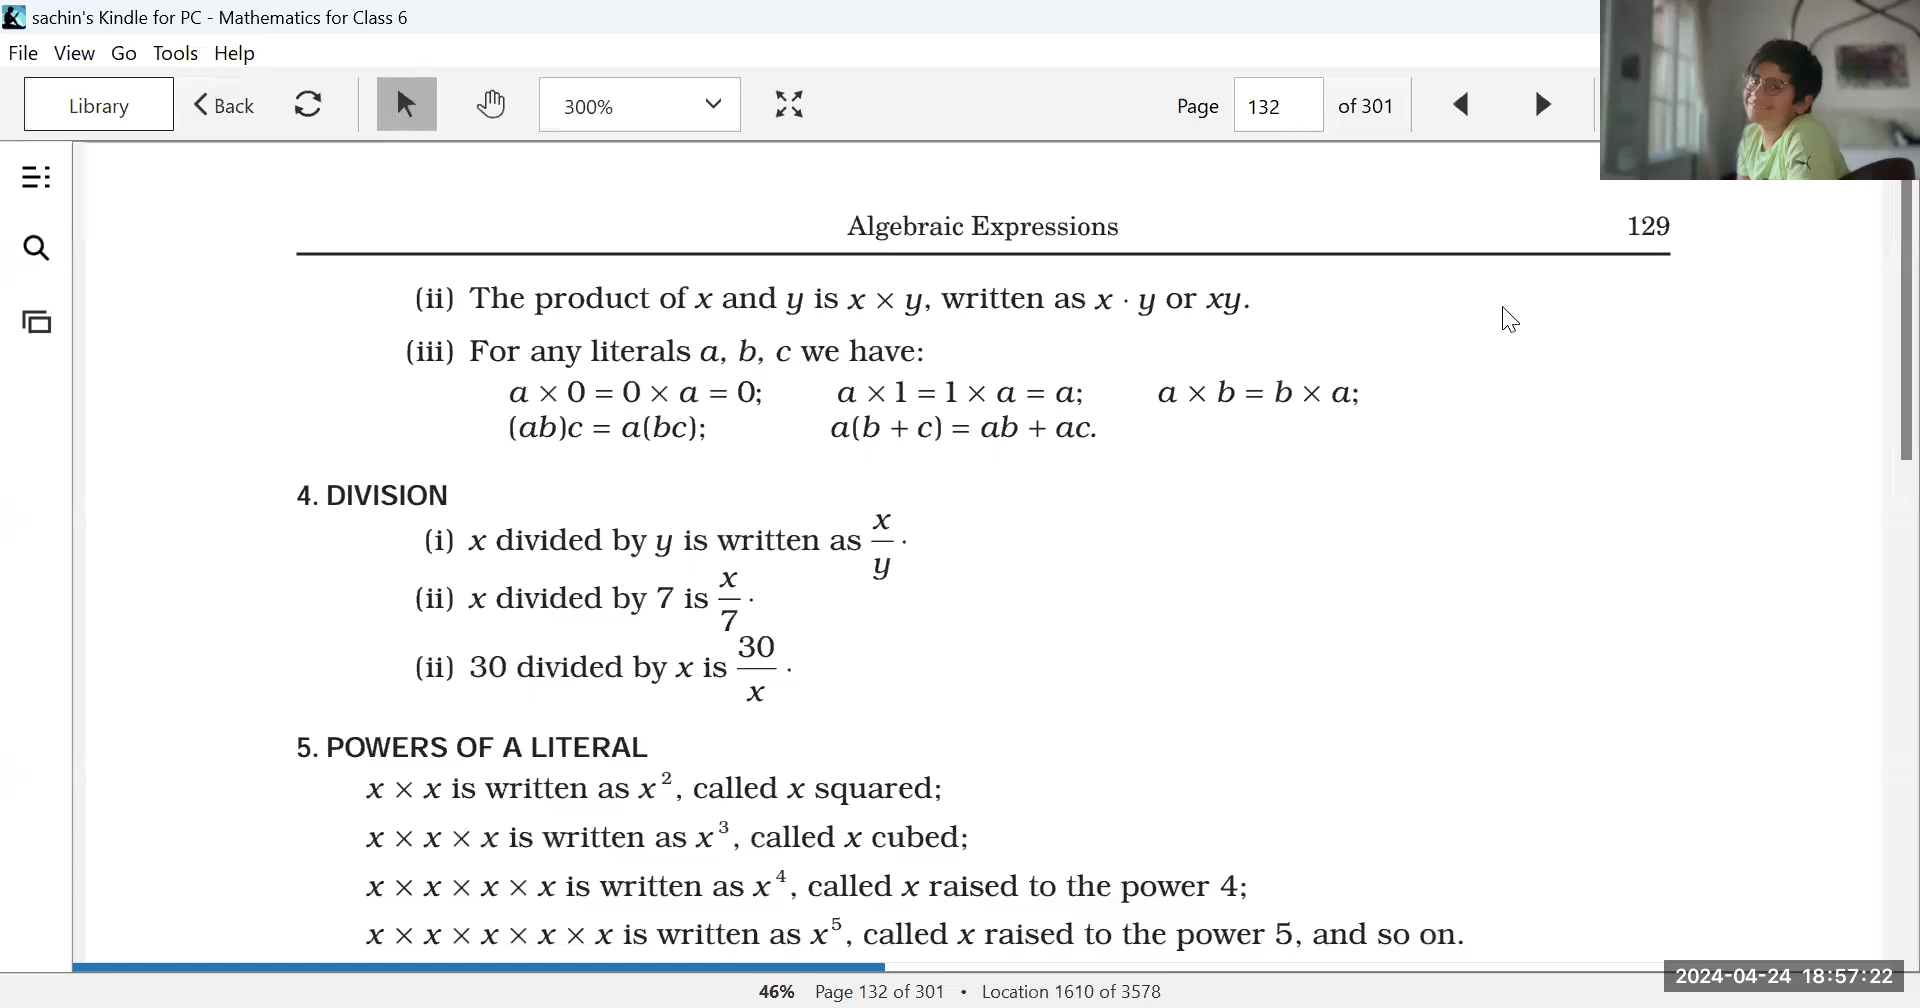 sachin's Kindle for PC - Mathematics for Class 6
File View Go Tools Help
Library Back 300% Page 132 of 301
Algebraic Expressions 129
(ii) The product of x and y is x × y, written as x · y or xy.
(iii) For any literals a, b, c we have:
a × 0 = 0 × a = 0; a × 1 = 1 × a = a; a × b = b × a;
(ab)c = a(bc); a(b + c) = ab + ac.
4. DIVISION
(i) x divided by y is written as x/y ·
(ii) x divided by 7 is x/7 ·
(ii) 30 divided by x is 30/x ·
5. POWERS OF A LITERAL
x × x is written as x², called x squared;
x × x × x is written as x³, called x cubed;
x × x × x × x is written as x⁴, called x raised to the power 4;
x × x × x × x × x is written as x⁵, called x raised to the power 5, and so on.
2024-04-24 18:57:22
46% Page 132 of 301 • Location 1610 of 3578